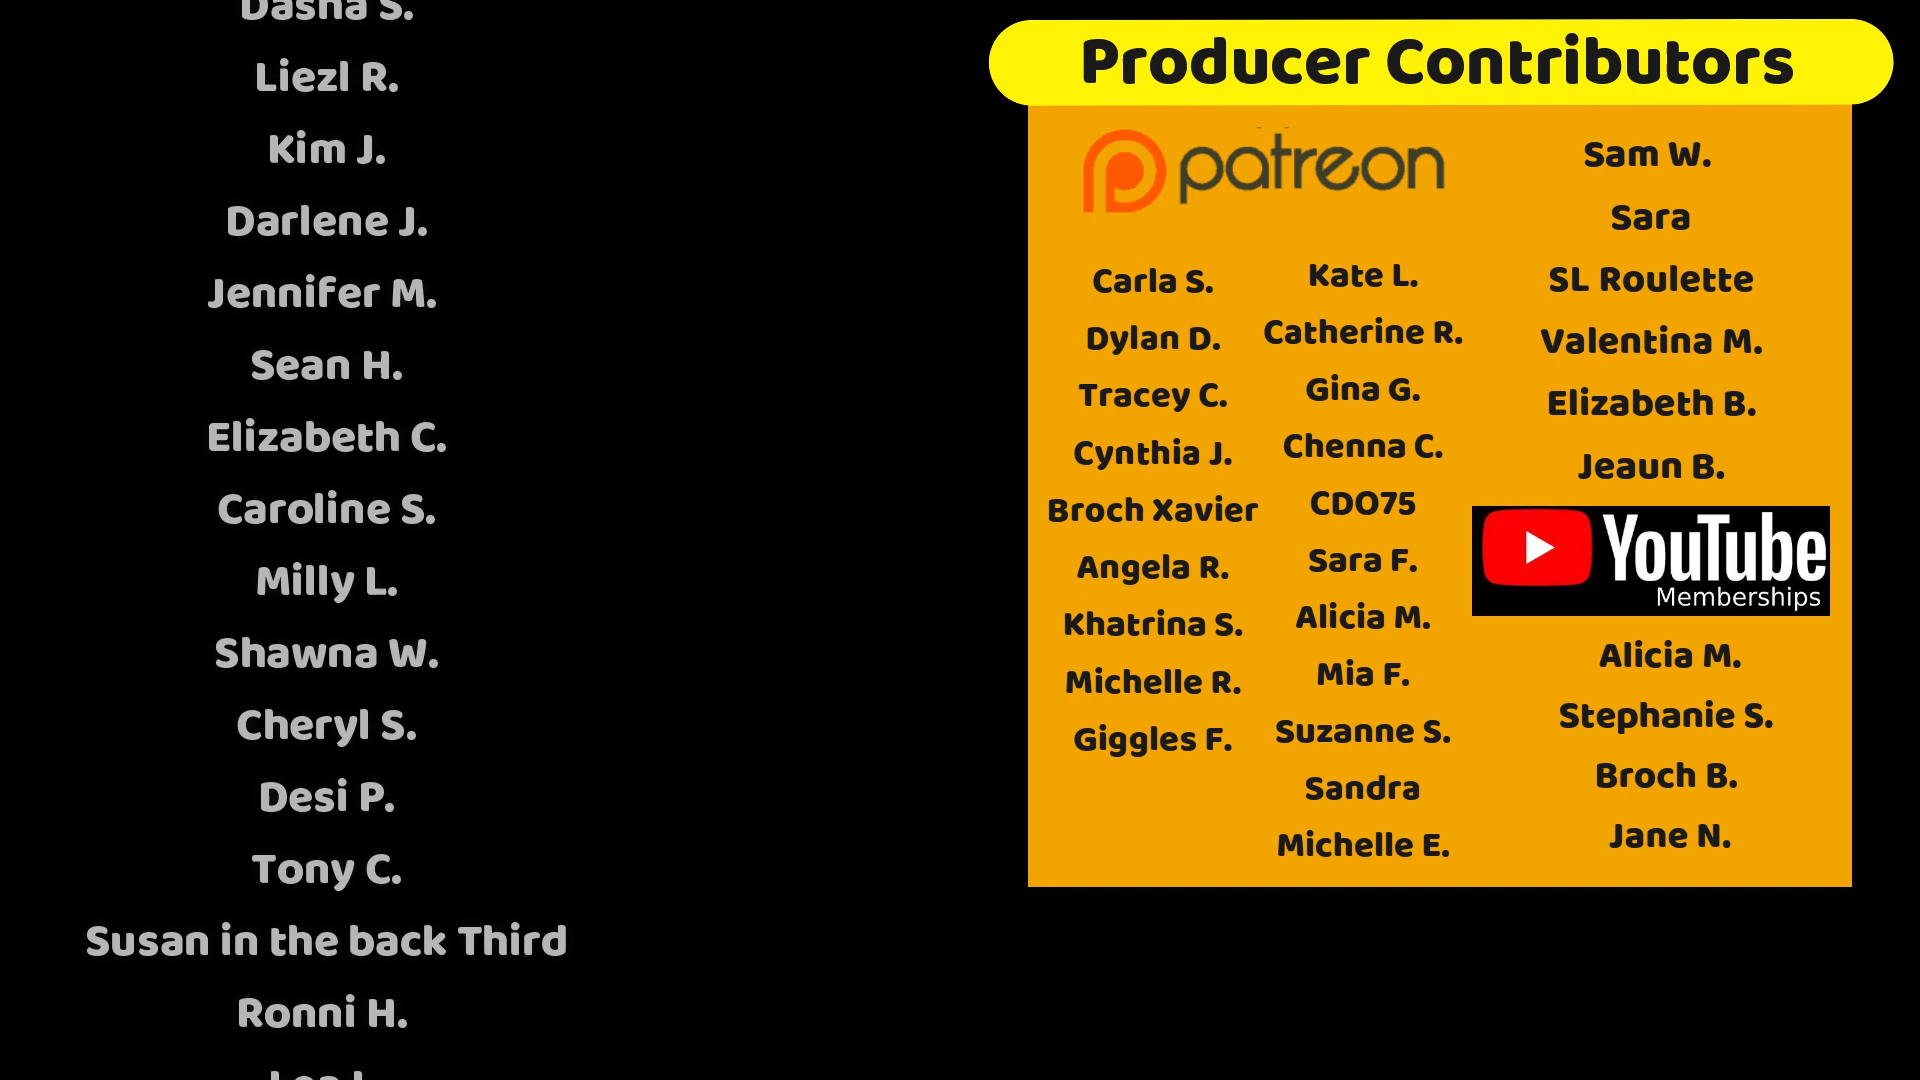 Dasha S.
Liezl R.
Kim J.
Darlene J.
Jennifer M.
Sean H.
Elizabeth C.
Caroline S.
Milly L.
Shawna W.
Cheryl S.
Desi P.
Tony C.
Susan in the back Third
Ronni H.
Producer Contributors
patreon
Carla S.
Dylan D.
Tracey C.
Cynthia J.
Broch Xavier
Angela R.
Khatrina S.
Michelle R.
Giggles F.
Kate L.
Catherine R.
Gina G.
Chenna C.
CDO75
Sara F.
Alicia M.
Mia F.
Suzanne S.
Sandra
Michelle E.
Sam W.
Sara
SL Roulette
Valentina M.
Elizabeth B.
Jeaun B.
YouTube
Memberships
Alicia M.
Stephanie S.
Broch B.
Jane N.